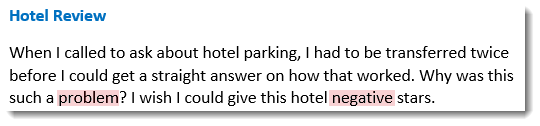 Hotel Review
When I called to ask about hotel parking, I had to be transferred twice
before I could get a straight answer on how that worked. Why was this
such a problem? I wish I could give this hotel negative stars.